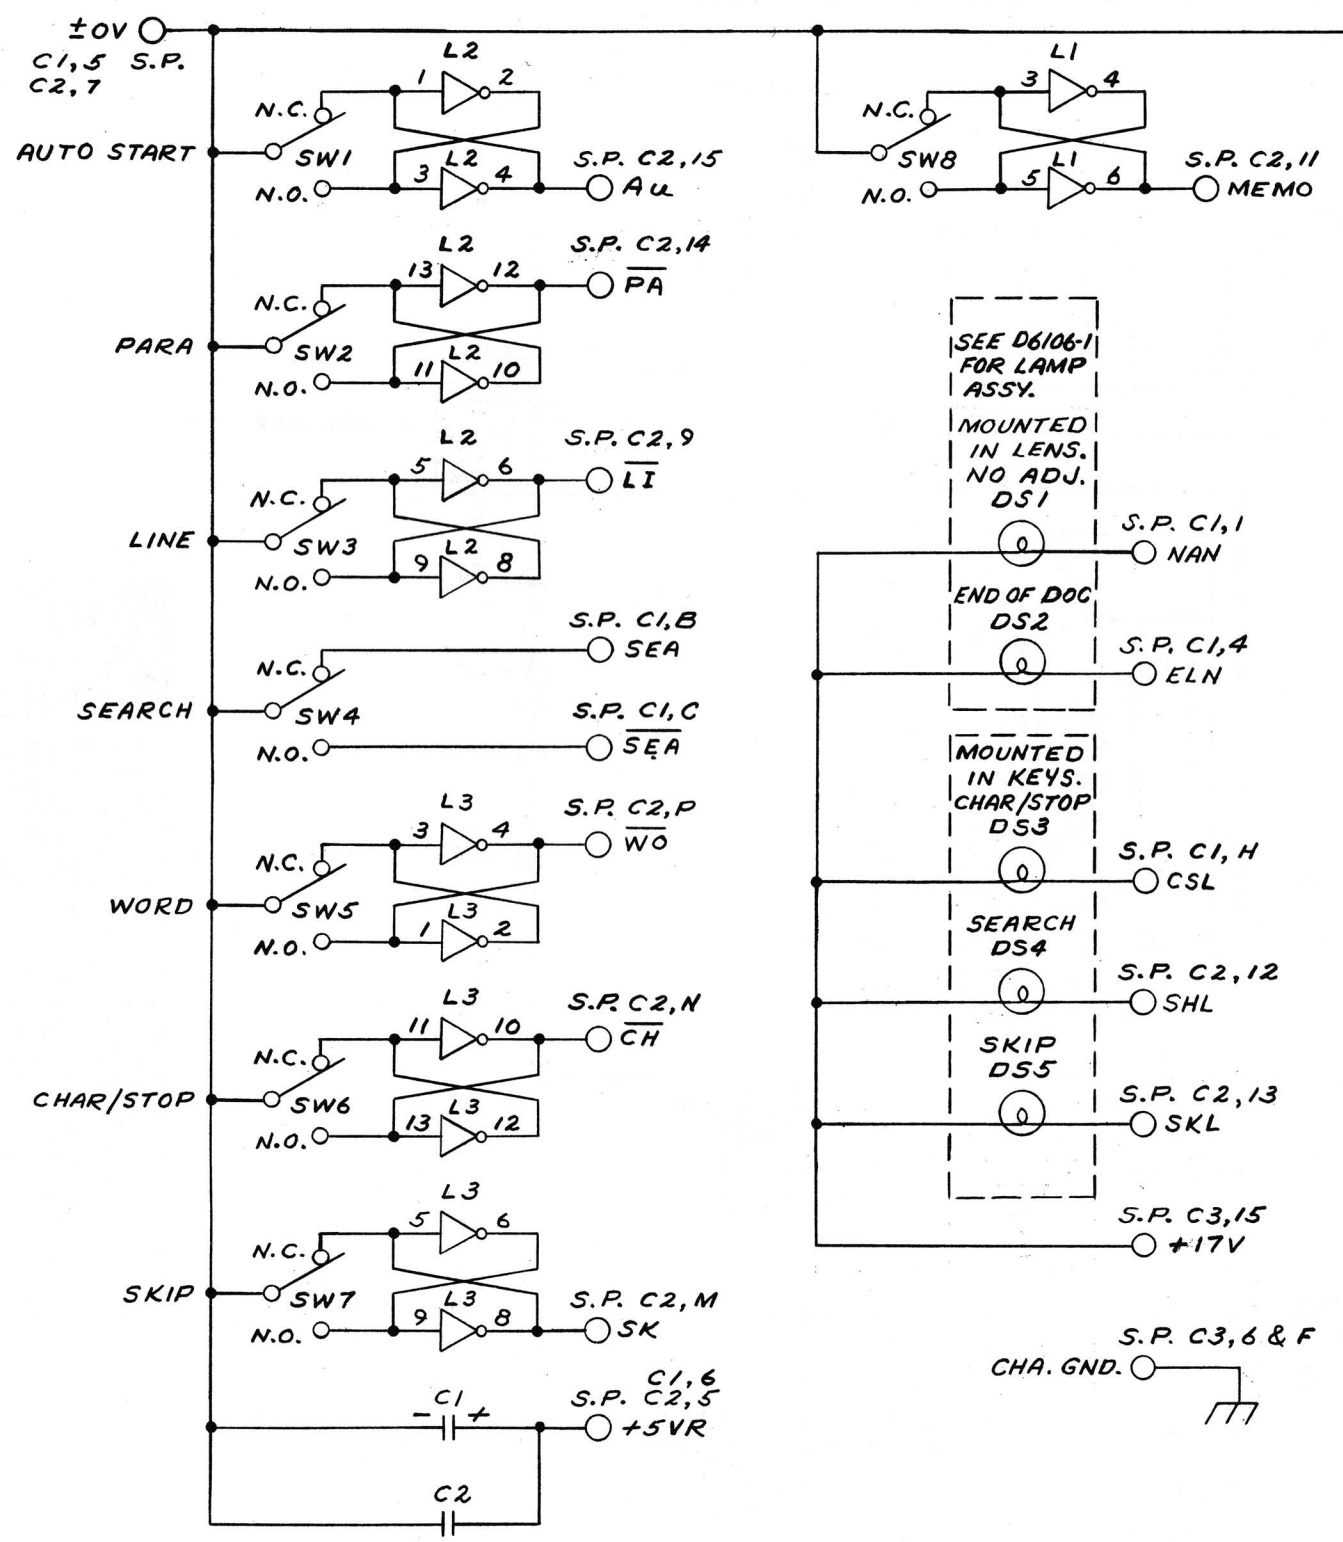 ±0V
C1,5 S.P.
C2,7
L2
1 2
N.C.
AUTO START
SW1
L2
3 4
N.O.
S.P. C2,15
Au
L2
13 12
N.C.
PARA
SW2
L2
11 10
N.O.
S.P. C2,14
P̅A̅
L2
5 6
N.C.
LINE
SW3
L2
9 8
N.O.
S.P. C2,9
L̅I̅
S.P. C1,B
SEA
N.C.
SEARCH
SW4
N.O.
S.P. C1,C
S̅E̅A̅
L3
3 4
N.C.
WORD
SW5
L3
1 2
N.O.
S.P. C2,P
W̅O̅
L3
11 10
N.C.
CHAR/STOP
SW6
L3
13 12
N.O.
S.P. C2,N
C̅H̅
L3
5 6
N.C.
SKIP
SW7
L3
9 8
N.O.
S.P. C2,M
SK
C1
- +
C1,6
S.P. C2,5
+5VR
C2
L1
3 4
N.C.
SW8
L1
5 6
N.O.
S.P. C2,11
MEMO
SEE D6106-1
FOR LAMP
ASSY.
MOUNTED
IN LENS.
NO ADJ.
DS1
S.P. C1,1
NAN
END OF DOC
DS2
S.P. C1,4
ELN
MOUNTED
IN KEYS.
CHAR/STOP
DS3
S.P. C1,H
CSL
SEARCH
DS4
S.P. C2,12
SHL
SKIP
DS5
S.P. C2,13
SKL
S.P. C3,15
+17V
S.P. C3,6 & F
CHA. GND.